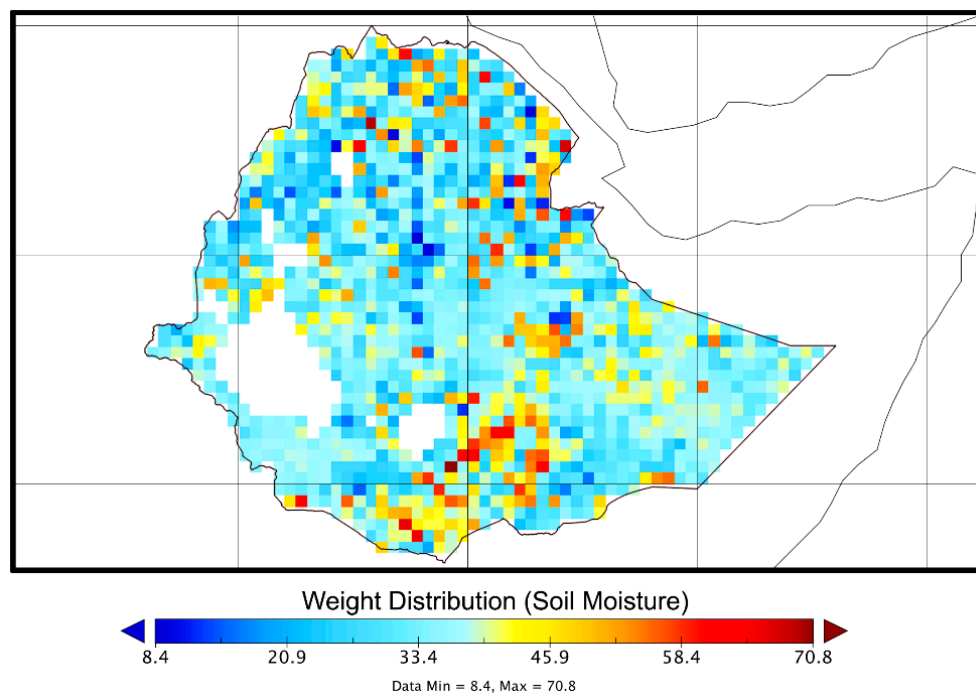 Weight Distribution (Soil Moisture)
8.4 20.9 33.4 45.9 58.4 70.8
Data Min = 8.4, Max = 70.8